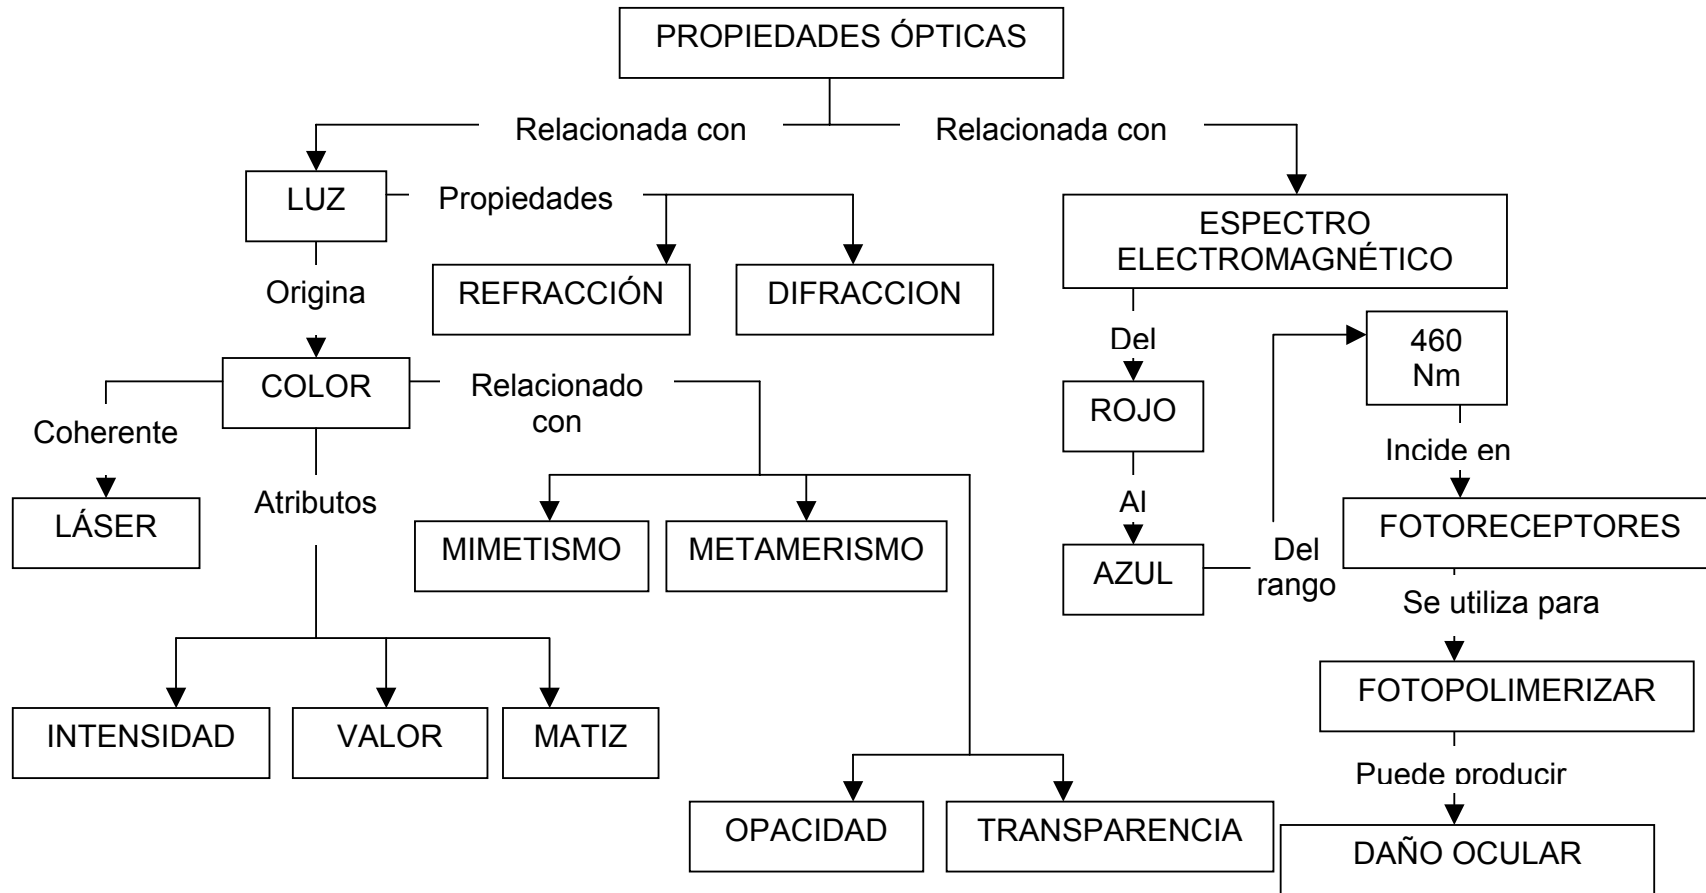 PROPIEDADES ÓPTICAS
Relacionada con
Relacionada con
LUZ
Propiedades
ESPECTRO
ELECTROMAGNÉTICO
REFRACCIÓN
DIFRACCION
Origina
Del
460
Nm
COLOR
Relacionado
con
ROJO
Coherente
Incide en
Atributos
Al
LÁSER
FOTORECEPTORES
MIMETISMO
METAMERISMO
Del
rango
AZUL
Se utiliza para
FOTOPOLIMERIZAR
INTENSIDAD
VALOR
MATIZ
Puede producir
OPACIDAD
TRANSPARENCIA
DAÑO OCULAR